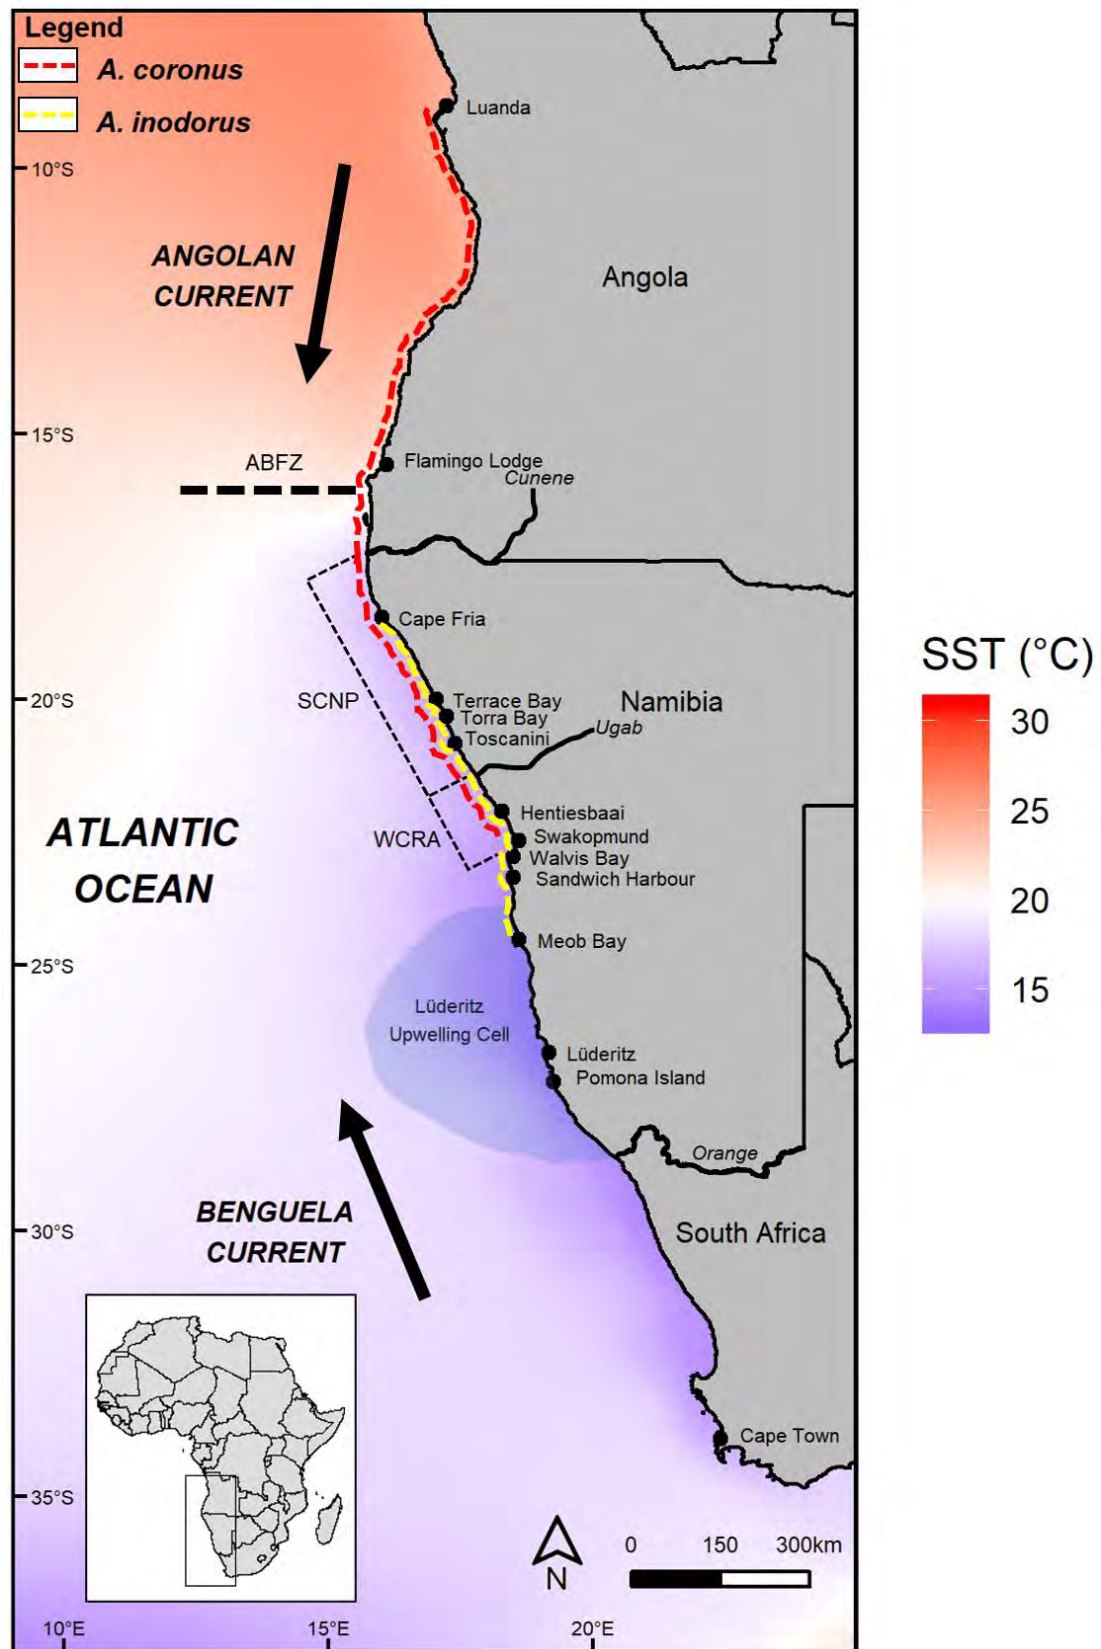 Legend
A. coronus
A. inodorus
Luanda
10°S
ANGOLAN
CURRENT
Angola
15°S
ABFZ
Flamingo Lodge
Cunene
Cape Fria
SCNP
20°S
Terrace Bay
Torra Bay
Toscanini
Namibia
Ugab
Hentiesbaai
Swakopmund
Walvis Bay
Sandwich Harbour
WCRA
ATLANTIC
OCEAN
Meob Bay
25°S
Lüderitz
Upwelling Cell
Lüderitz
Pomona Island
Orange
BENGUELA
CURRENT
30°S
South Africa
Cape Town
35°S
N
0 150 300km
10°E 15°E 20°E
SST (°C)
30
25
20
15